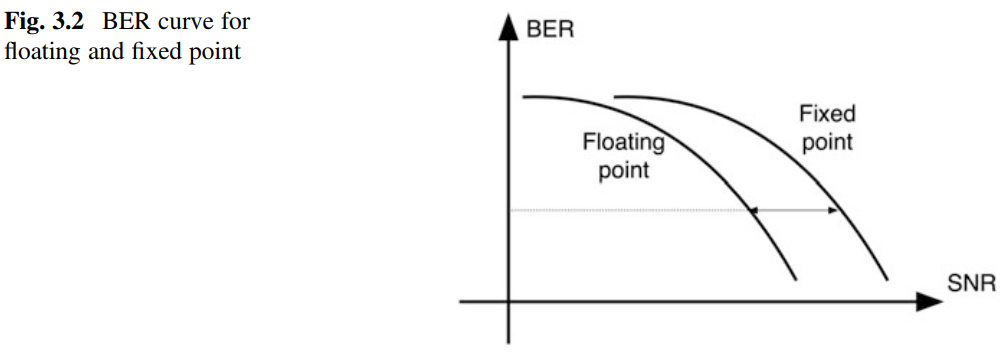 Fig. 3.2 BER curve for
floating and fixed point
BER
Fixed
point
Floating
point
SNR